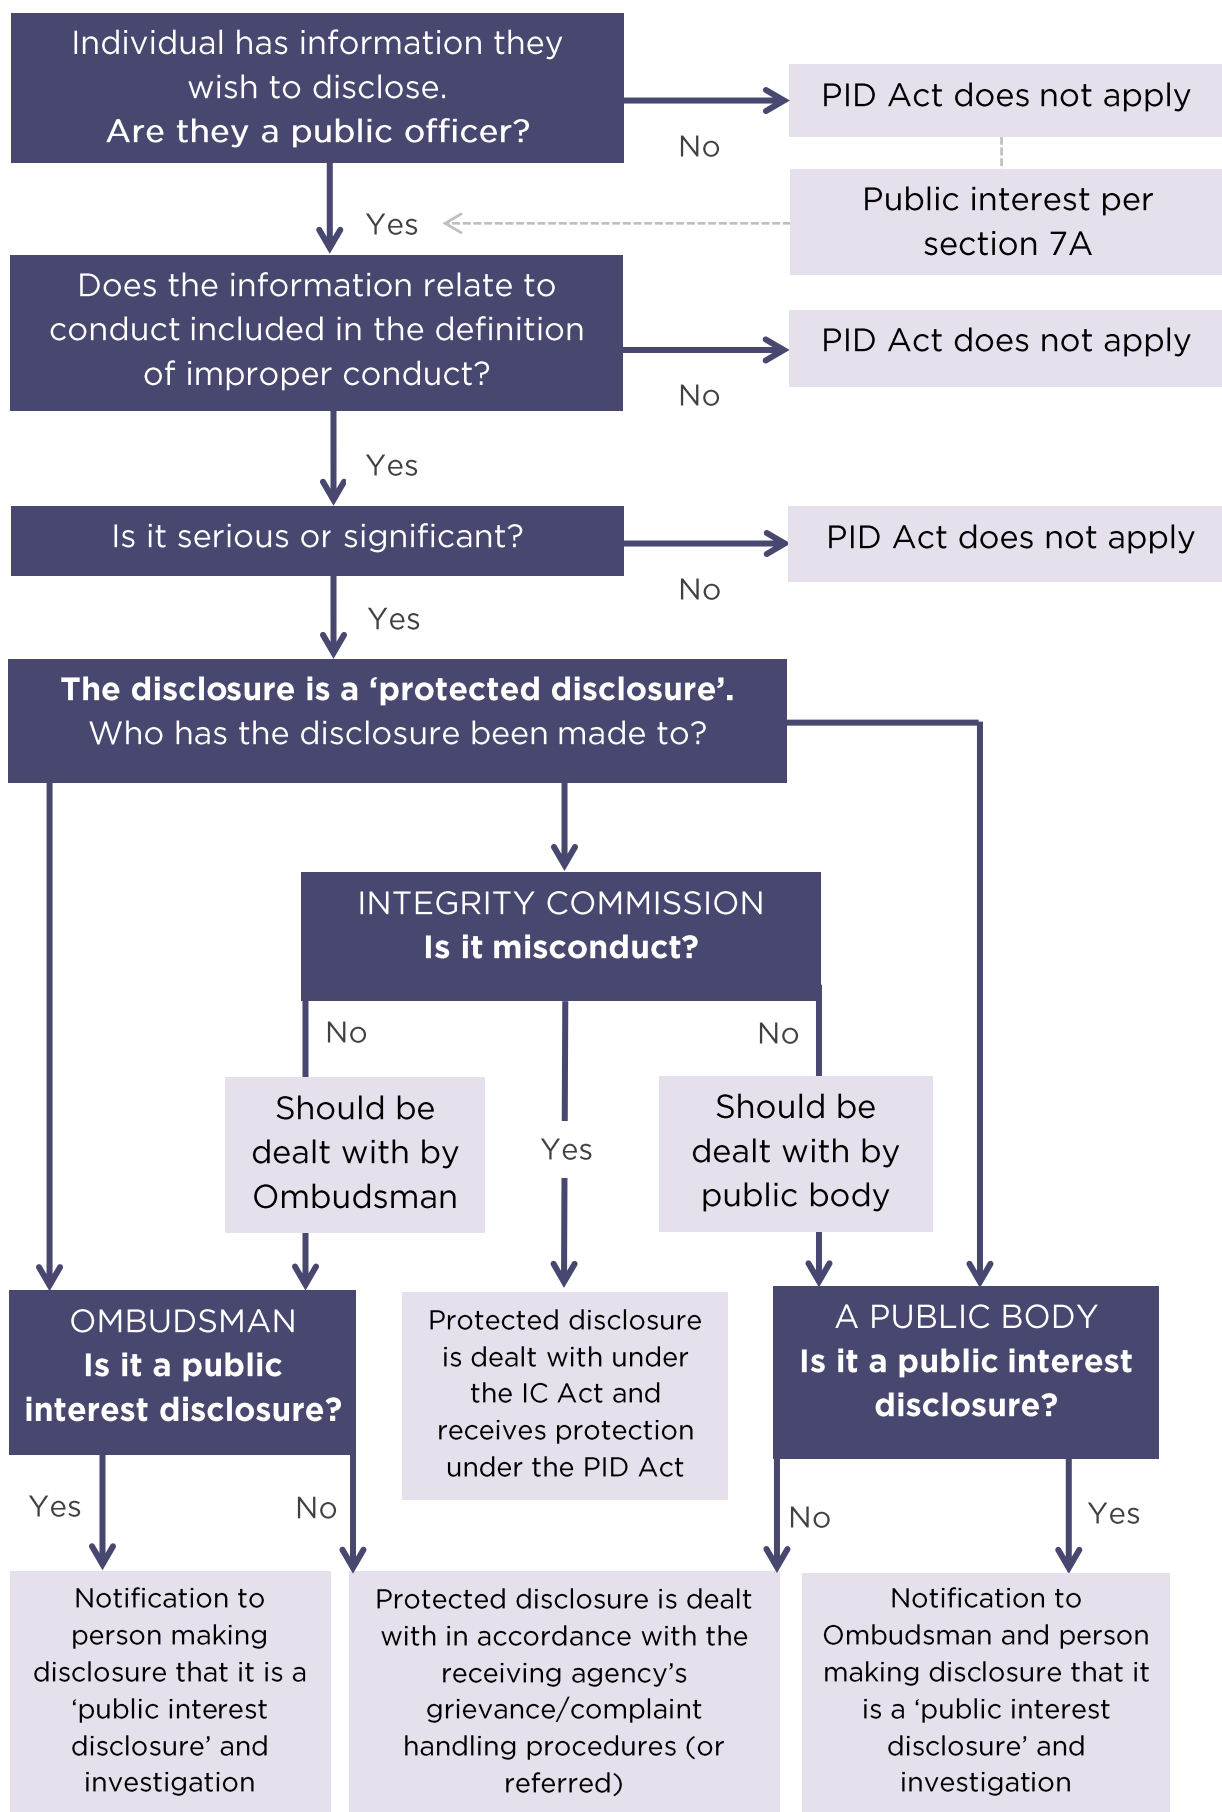 Individual has information they
wish to disclose.
Are they a public officer?
No
PID Act does not apply
Public interest per
section 7A
Yes
Does the information relate to
conduct included in the definition
of improper conduct?
No
PID Act does not apply
Yes
Is it serious or significant?
No
PID Act does not apply
Yes
The disclosure is a ‘protected disclosure’.
Who has the disclosure been made to?
INTEGRITY COMMISSION
Is it misconduct?
No
Should be
dealt with by
Ombudsman
Yes
No
Should be
dealt with by
public body
OMBUDSMAN
Is it a public
interest disclosure?
Protected disclosure
is dealt with under
the IC Act and
receives protection
under the PID Act
A PUBLIC BODY
Is it a public interest
disclosure?
Yes
No
No
Yes
Notification to
person making
disclosure that it is a
‘public interest
disclosure’ and
investigation
Protected disclosure is dealt
with in accordance with the
receiving agency’s
grievance/complaint
handling procedures (or
referred)
Notification to
Ombudsman and person
making disclosure that it
is a ‘public interest
disclosure’ and
investigation